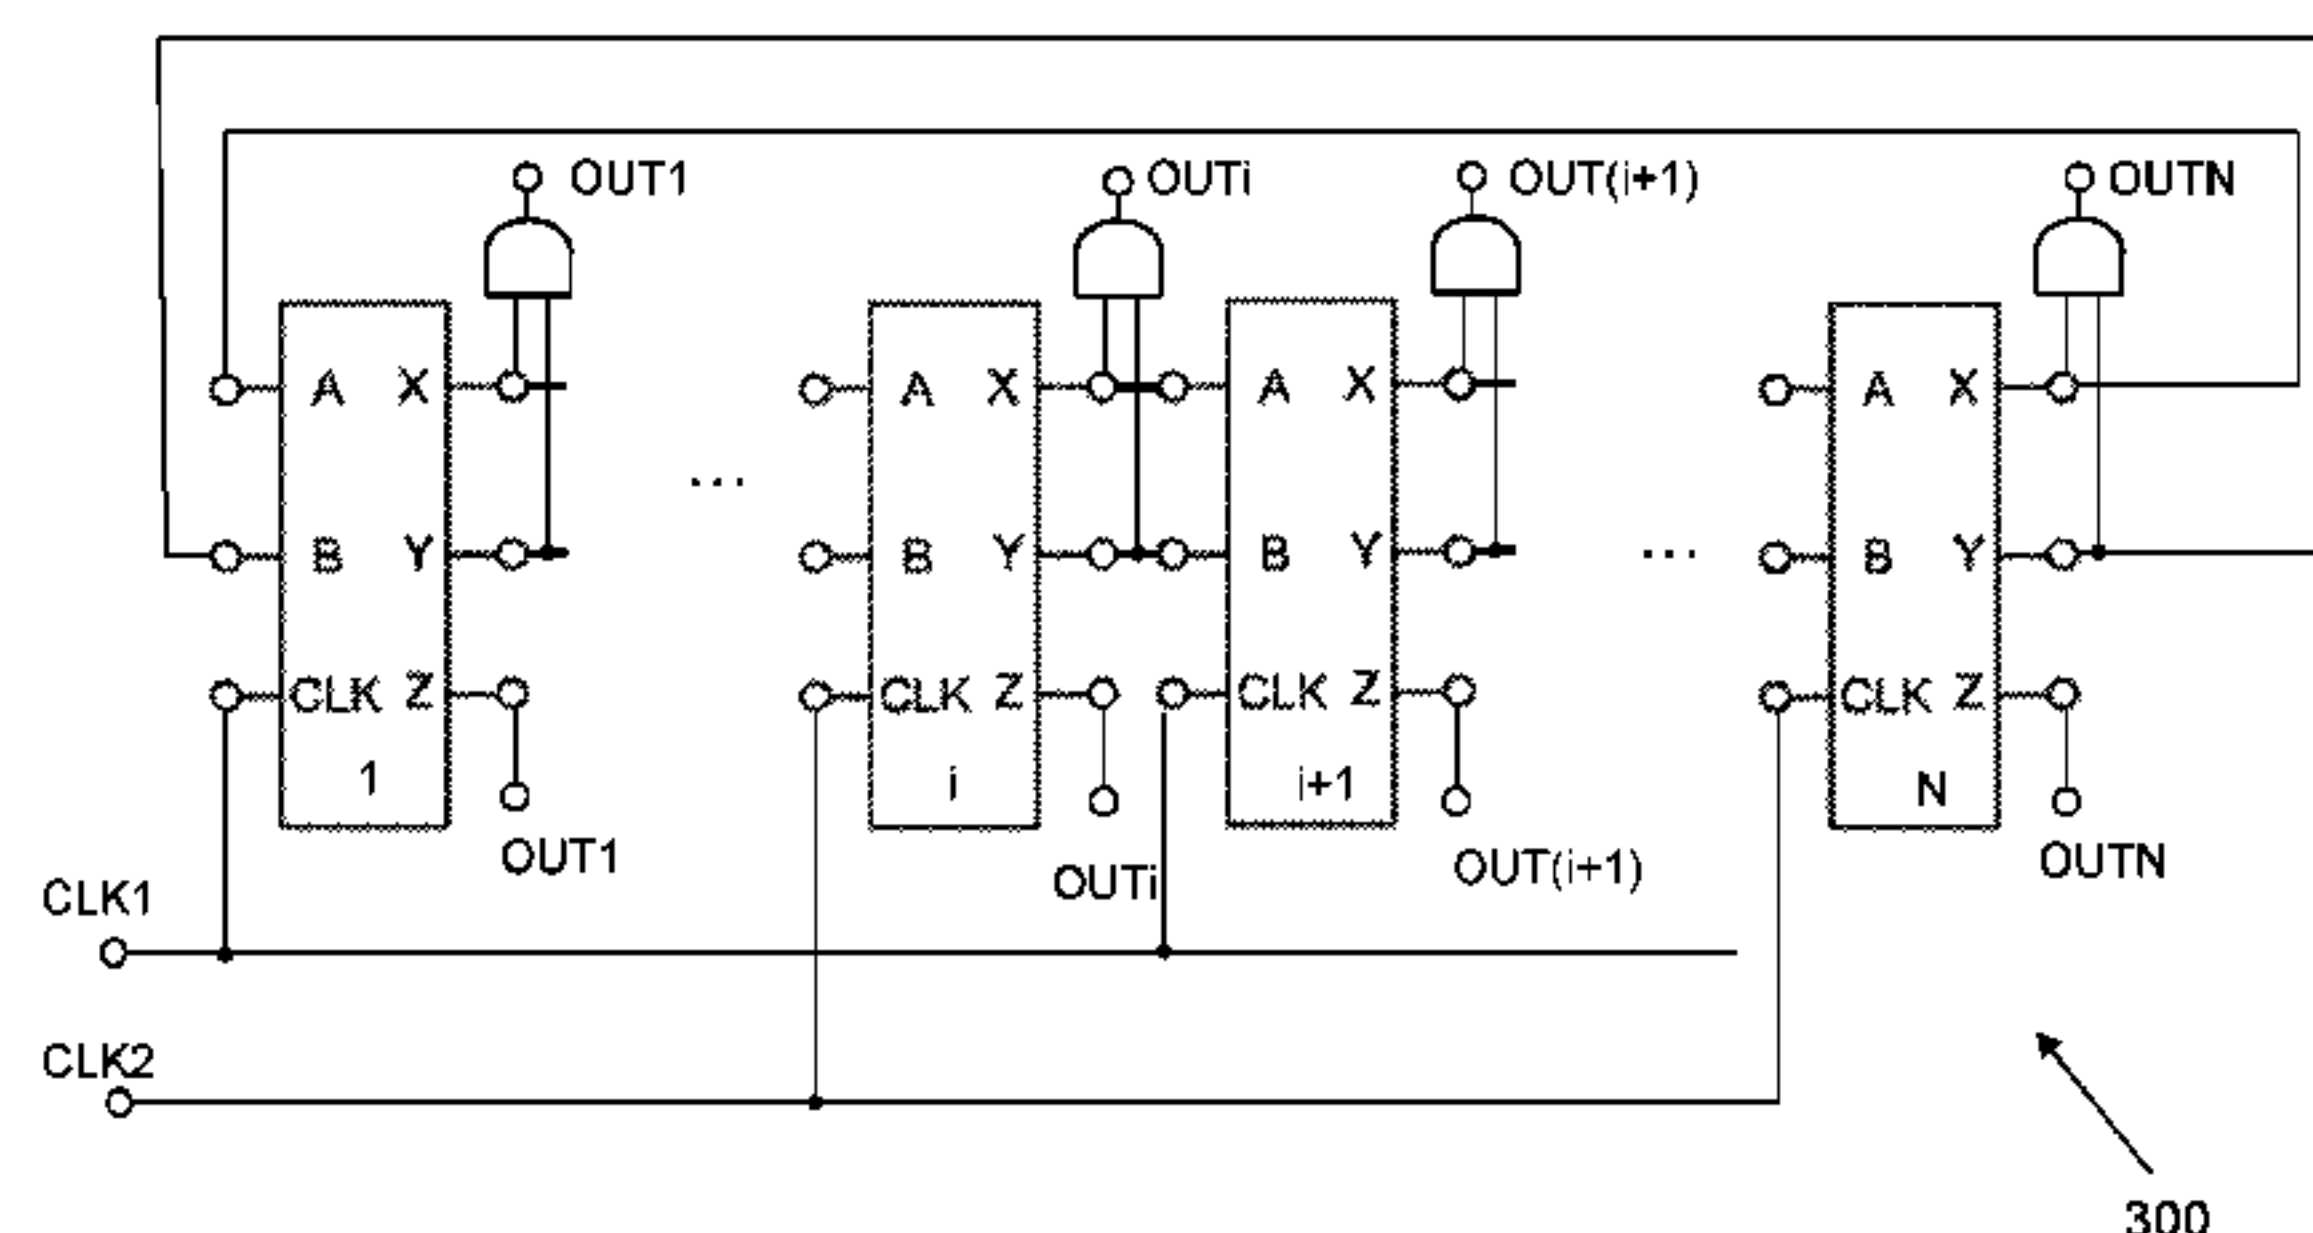 OUT1 OUTi OUT(i+1) OUTN
A X A X A X A X
... ...
B Y B Y B Y B Y
CLK Z CLK Z CLK Z CLK Z
1 i i+1 N
OUT1 OUTi OUT(i+1) OUTN
CLK1
CLK2
300